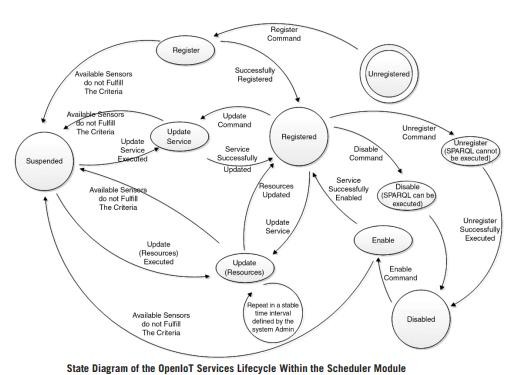 Register
Command
Register
Unregistered
Available Sensors
do not Fulfill
The Criteria
Successfully
Registered
Available Sensors
do not Fulfill
The Criteria
Update
Command
Update
Service
Registered
Unregister
Command
Unregister
(SPARQL cannot
be executed)
Suspended
Update
Service
Executed
Service
Successfully
Updated
Disable
Command
Available Sensors
do not Fulfill
The Criteria
Resources
Updated
Service
Successfully
Enabled
Disable
(SPARQL can be
executed)
Update
Service
Unregister
Successfully
Executed
Enable
Update
(Resources)
Executed
Update
(Resources)
Enable
Command
Repeat in a stable
time interval
defined by the
system Admin
Disabled
Available Sensors
do not Fulfill
The Criteria
State Diagram of the OpenIoT Services Lifecycle Within the Scheduler Module